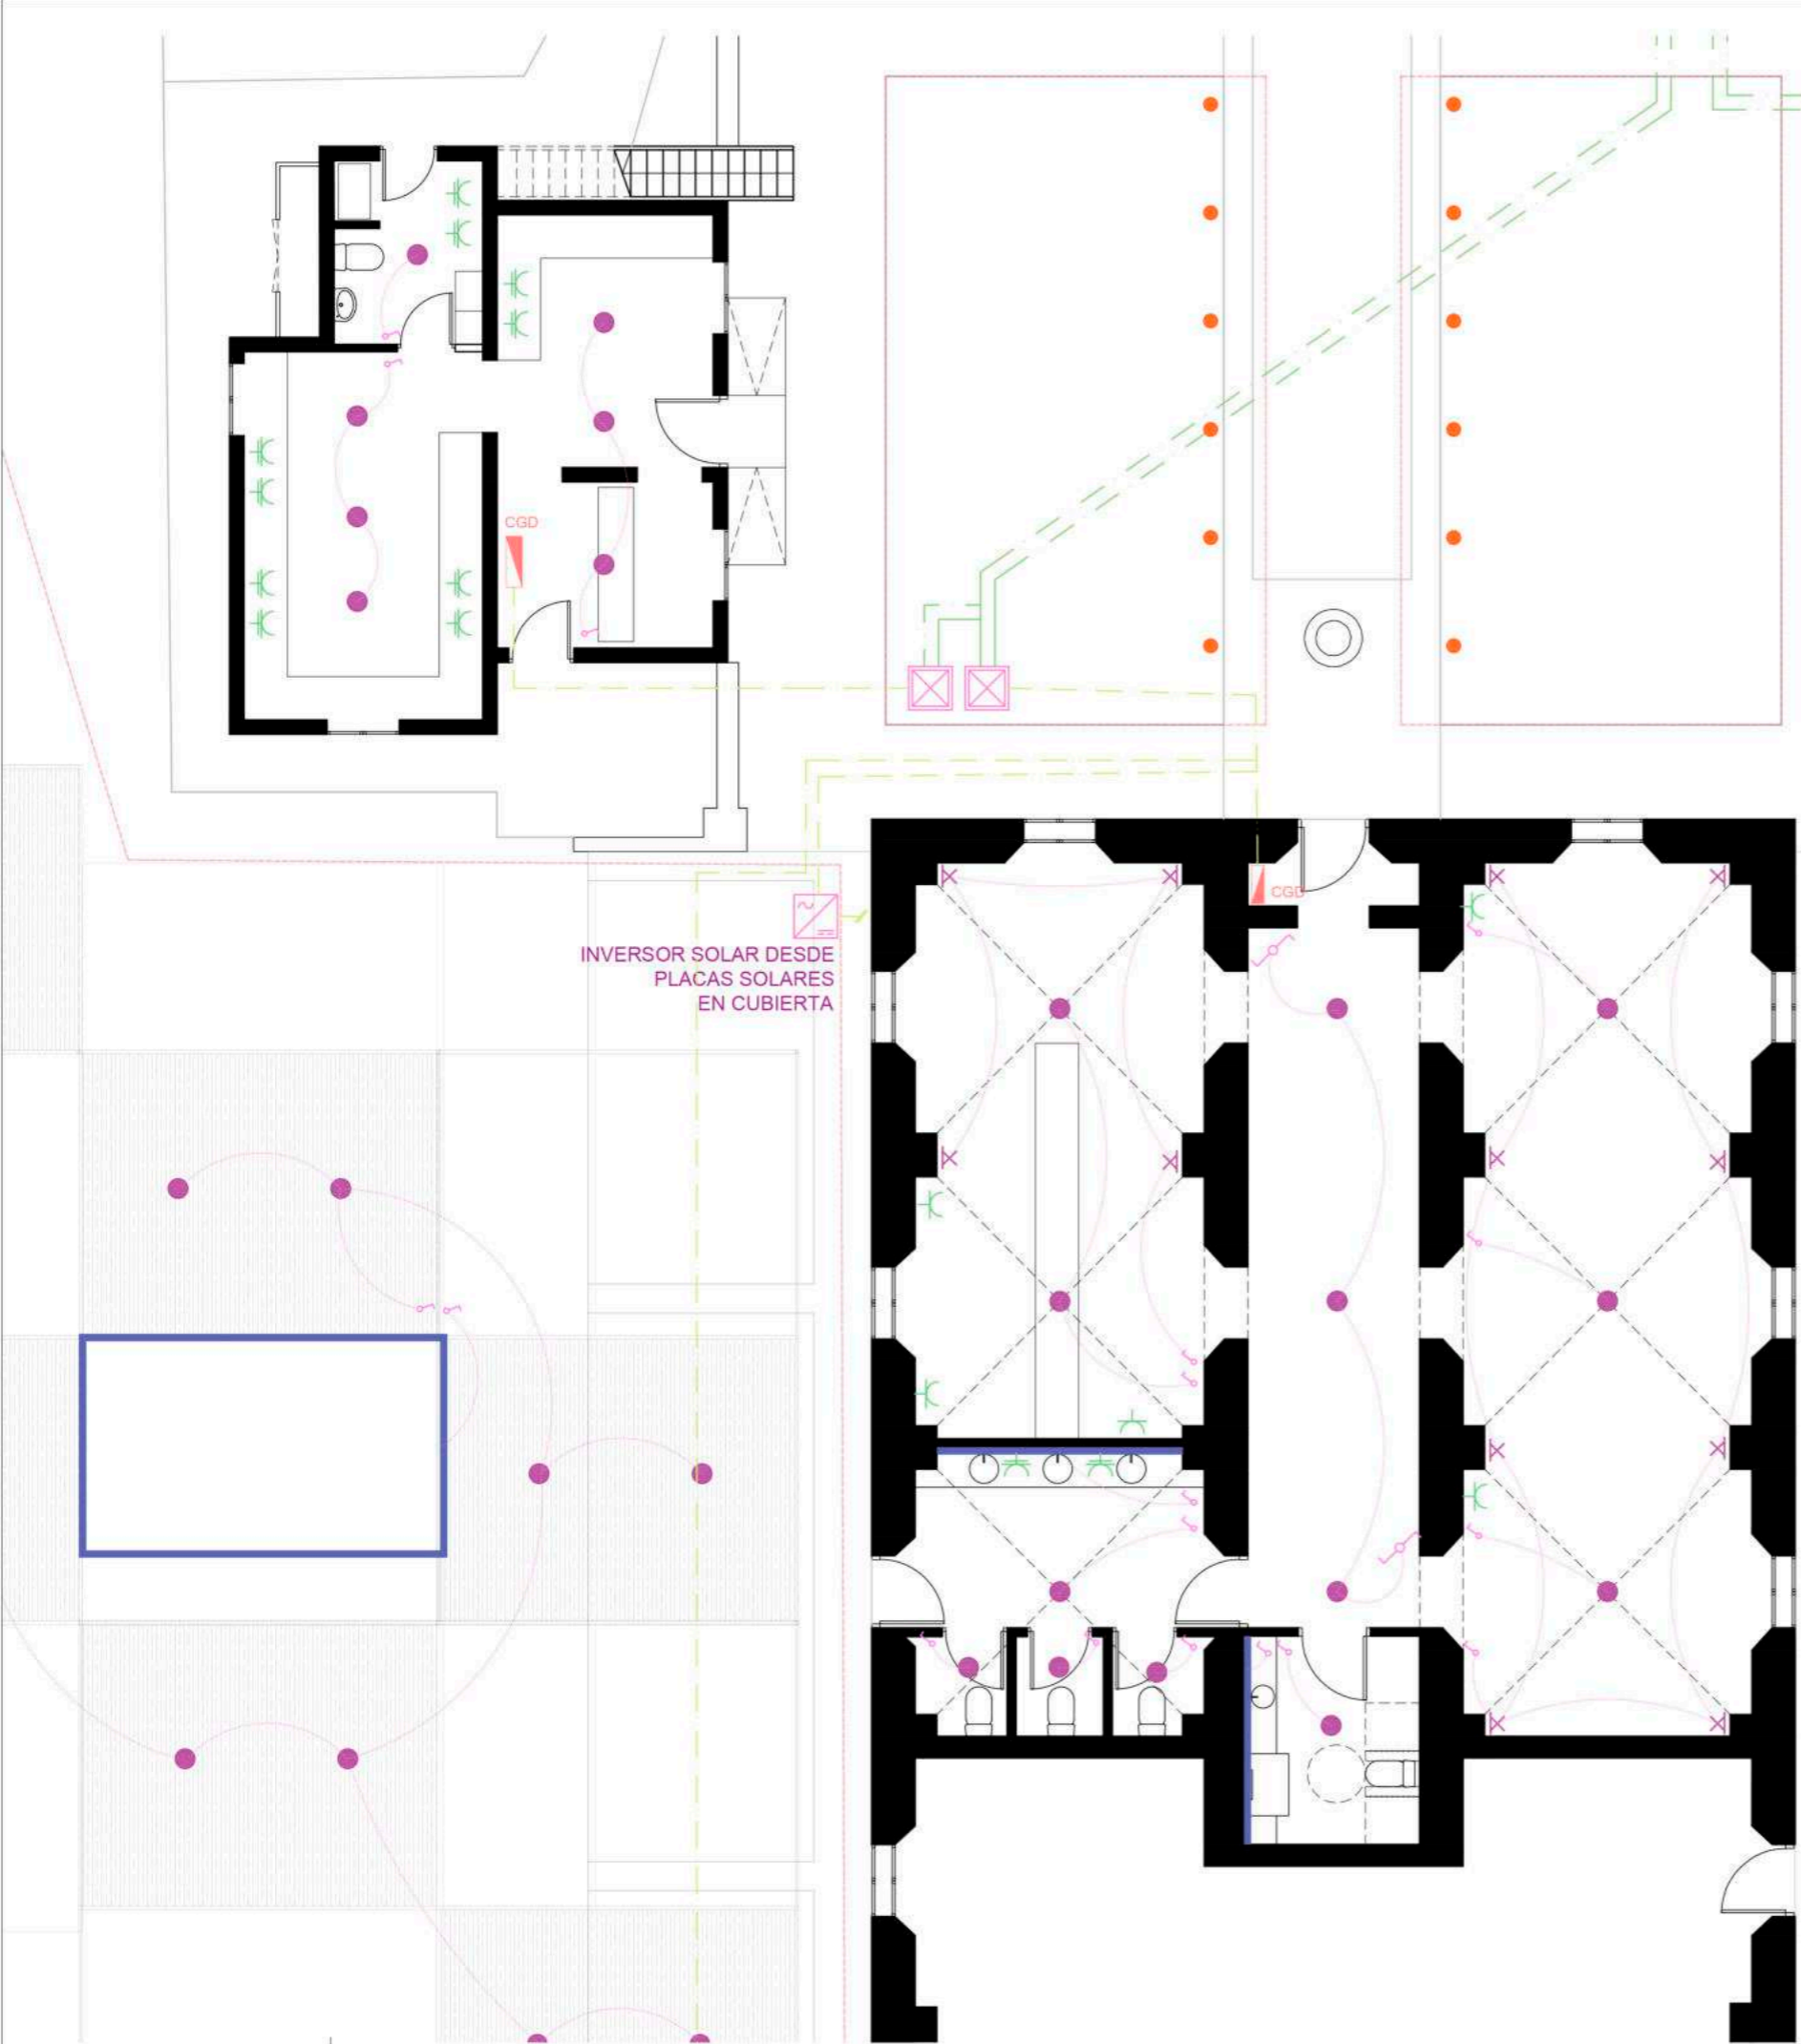 CGD
CGD
INVERSOR SOLAR DESDE
PLACAS SOLARES
EN CUBIERTA